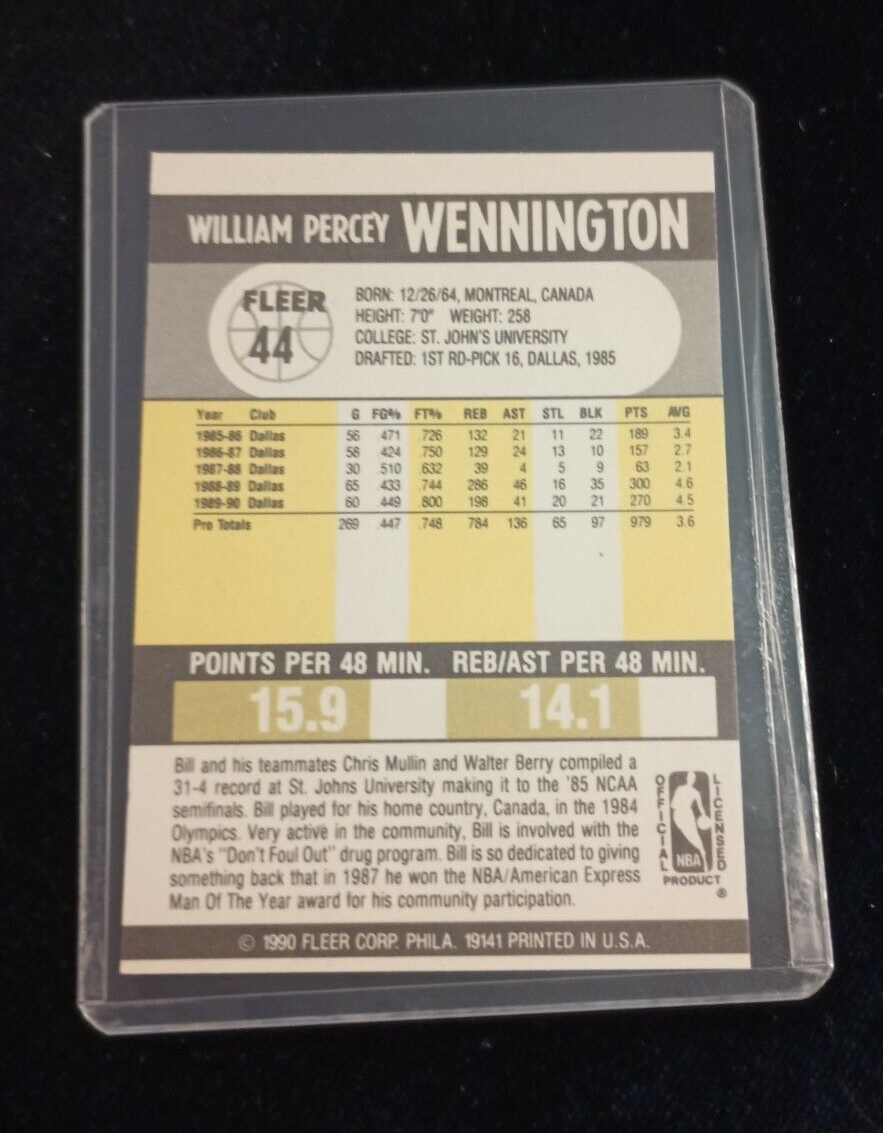 WILLIAM PERCEY WENNINGTON
FLEER
44
BORN: 12/26/64, MONTREAL, CANADA
HEIGHT: 7'0" WEIGHT: 258
COLLEGE: ST. JOHN'S UNIVERSITY
DRAFTED: 1ST RD-PICK 16, DALLAS, 1985
Year Club G FG% FT% REB AST STL BLK PTS AVG
1985-86 Dallas 56 .471 .726 132 21 11 22 189 3.4
1986-87 Dallas 58 .424 .750 129 24 13 10 157 2.7
1987-88 Dallas 30 .510 .632 39 4 5 9 63 2.1
1988-89 Dallas 65 .433 .744 286 46 16 35 300 4.6
1989-90 Dallas 60 .449 .800 198 41 20 21 270 4.5
Pro Totals 269 .447 .748 784 136 65 97 979 3.6
POINTS PER 48 MIN. REB/AST PER 48 MIN.
15.9 14.1
Bill and his teammates Chris Mullin and Walter Berry compiled a
31-4 record at St. Johns University making it to the '85 NCAA
semifinals. Bill played for his home country, Canada, in the 1984
Olympics. Very active in the community, Bill is involved with the
NBA's "Don't Foul Out" drug program. Bill is so dedicated to giving
something back that in 1987 he won the NBA/American Express
Man Of The Year award for his community participation.
OFFICIAL
NBA
LICENSED
PRODUCT
®
© 1990 FLEER CORP. PHILA. 19141 PRINTED IN U.S.A.